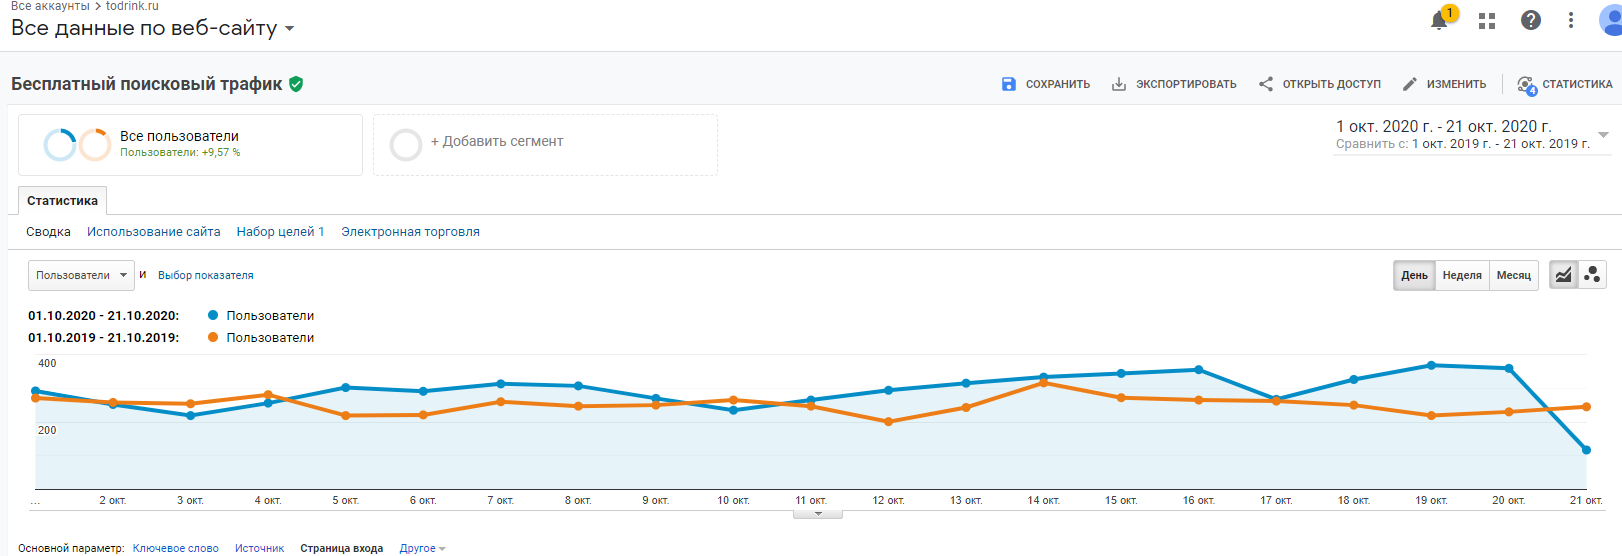 Все аккаунты > todrink.ru
Все данные по веб-сайту
1
Бесплатный поисковый трафик
СОХРАНИТЬ
ЭКСПОРТИРОВАТЬ
ОТКРЫТЬ ДОСТУП
ИЗМЕНИТЬ
4
СТАТИСТИКА
Все пользователи
Пользователи: +9,57 %
+ Добавить сегмент
1 окт. 2020 г. - 21 окт. 2020 г.
Сравнить с: 1 окт. 2019 г. - 21 окт. 2019 г.
Статистика
Сводка Использование сайта Набор целей 1 Электронная торговля
Пользователи и Выбор показателя
День Неделя Месяц
01.10.2020 - 21.10.2020: Пользователи
01.10.2019 - 21.10.2019: Пользователи
400
200
... 2 окт. 3 окт. 4 окт. 5 окт. 6 окт. 7 окт. 8 окт. 9 окт. 10 окт. 11 окт. 12 окт. 13 окт. 14 окт. 15 окт. 16 окт. 17 окт. 18 окт. 19 окт. 20 окт. 21 окт.
Основной параметр: Ключевое слово Источник Страница входа Другое